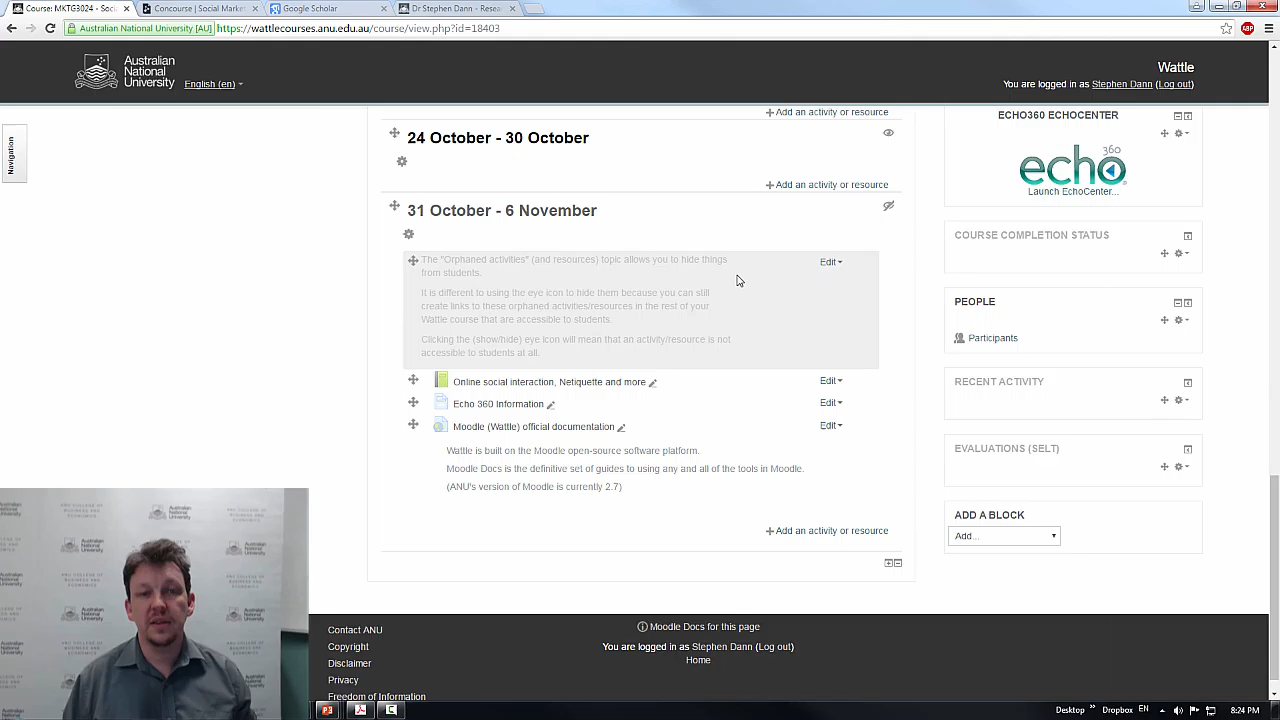 Course: MKTG3024 - Soci
Concourse | Social Market
Google Scholar
Dr Stephen Dann - Resea
Australian National University [AU]
https://wattlecourses.anu.edu.au/course/view.php?id=18403
ABP
Australian
National
University
English (en)
Wattle
You are logged in as Stephen Dann (Log out)
Navigation
Add an activity or resource
24 October - 30 October
Add an activity or resource
31 October - 6 November
The "Orphaned activities" (and resources) topic allows you to hide things
from students.
Edit
It is different to using the eye icon to hide them because you can still
create links to these orphaned activities/resources in the rest of your
Wattle course that are accessible to students.
Clicking the (show/hide) eye icon will mean that an activity/resource is not
accessible to students at all.
Online social interaction, Netiquette and more
Edit
Echo 360 Information
Edit
Moodle (Wattle) official documentation
Edit
Wattle is built on the Moodle open-source software platform.
Moodle Docs is the definitive set of guides to using any and all of the tools in Moodle.
(ANU's version of Moodle is currently 2.7)
Add an activity or resource
ECHO360 ECHOCENTER
echo 360
Launch EchoCenter...
COURSE COMPLETION STATUS
PEOPLE
Participants
RECENT ACTIVITY
EVALUATIONS (SELT)
ADD A BLOCK
Add...
ANU COLLEGE OF
BUSINESS AND
ECONOMICS
Australian
National
University
Contact ANU
Copyright
Disclaimer
Privacy
Freedom of Information
Moodle Docs for this page
You are logged in as Stephen Dann (Log out)
Home
Desktop
Dropbox
EN
8:24 PM